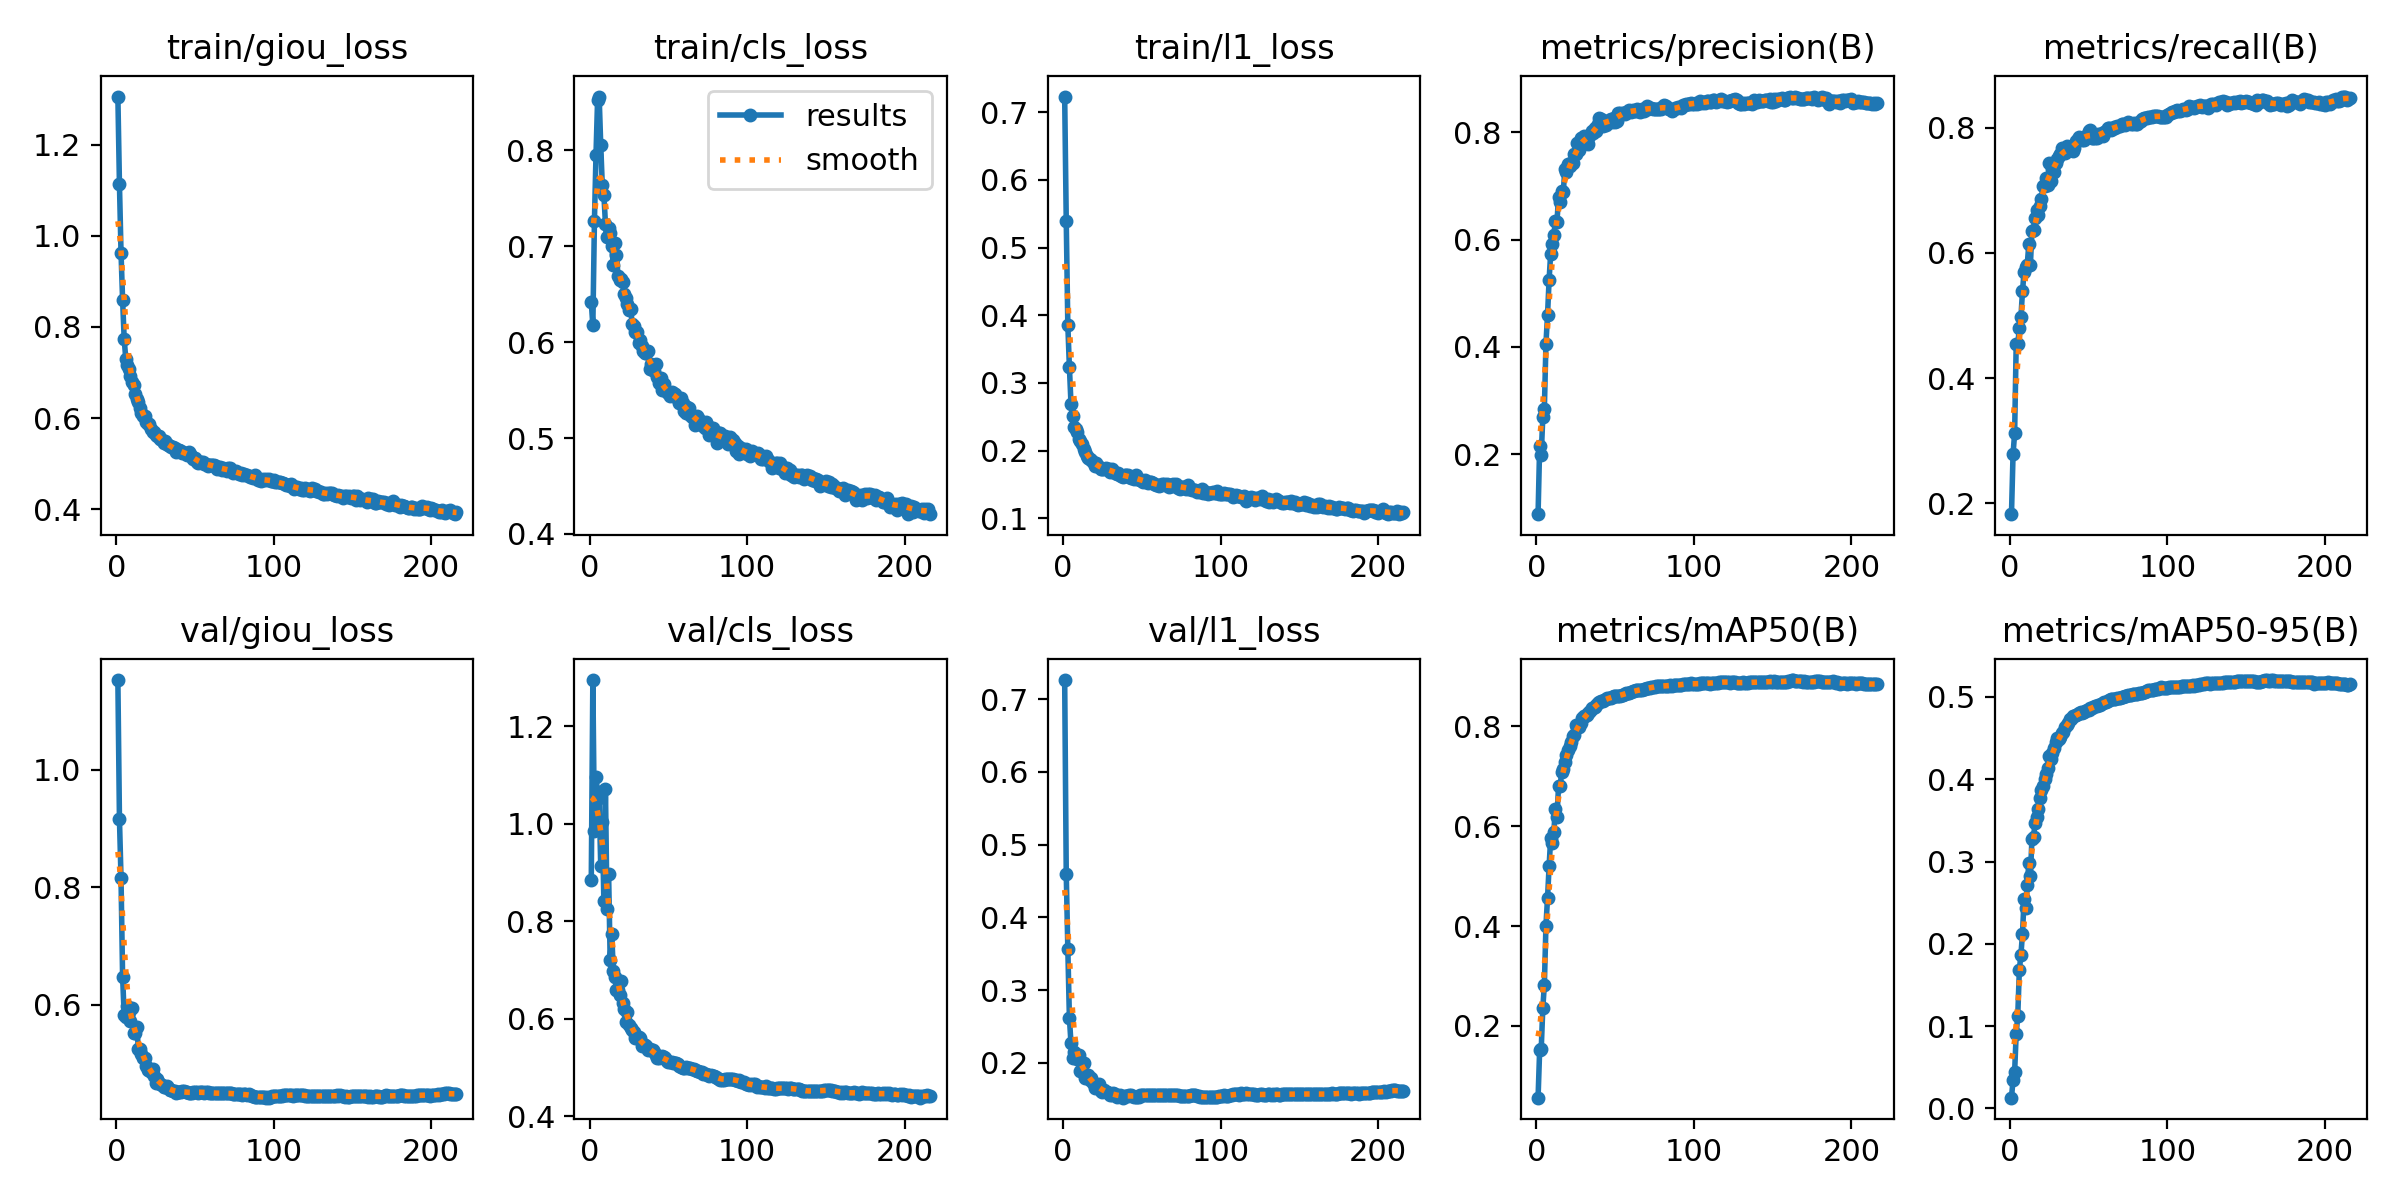 train/giou_loss
train/cls_loss
train/l1_loss
metrics/precision(B)
metrics/recall(B)
1.2
1.0
0.8
0.6
0.4
0 100 200
results
smooth
0.8
0.7
0.6
0.5
0.4
0 100 200
0.7
0.6
0.5
0.4
0.3
0.2
0.1
0 100 200
0.8
0.6
0.4
0.2
0 100 200
0.8
0.6
0.4
0.2
0 100 200
val/giou_loss
val/cls_loss
val/l1_loss
metrics/mAP50(B)
metrics/mAP50-95(B)
1.0
0.8
0.6
0 100 200
1.2
1.0
0.8
0.6
0.4
0 100 200
0.7
0.6
0.5
0.4
0.3
0.2
0 100 200
0.8
0.6
0.4
0.2
0 100 200
0.5
0.4
0.3
0.2
0.1
0.0
0 100 200